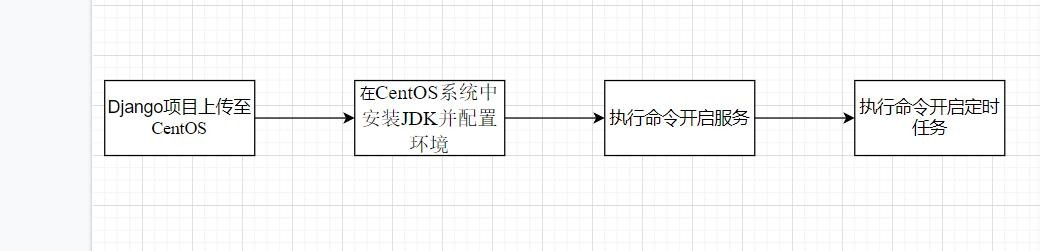 Django项目上传至
CentOS
在CentOS系统中
安装JDK并配置
环境
执行命令开启服务
执行命令开启定时
任务